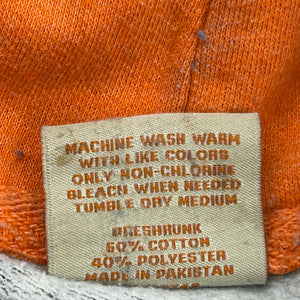 MACHINE WASH WARM
WITH LIKE COLORS
ONLY NON-CHLORINE
BLEACH WHEN NEEDED
TUMBLE DRY MEDIUM
PRESHRUNK
60% COTTON
40% POLYESTER
MADE IN PAKISTAN